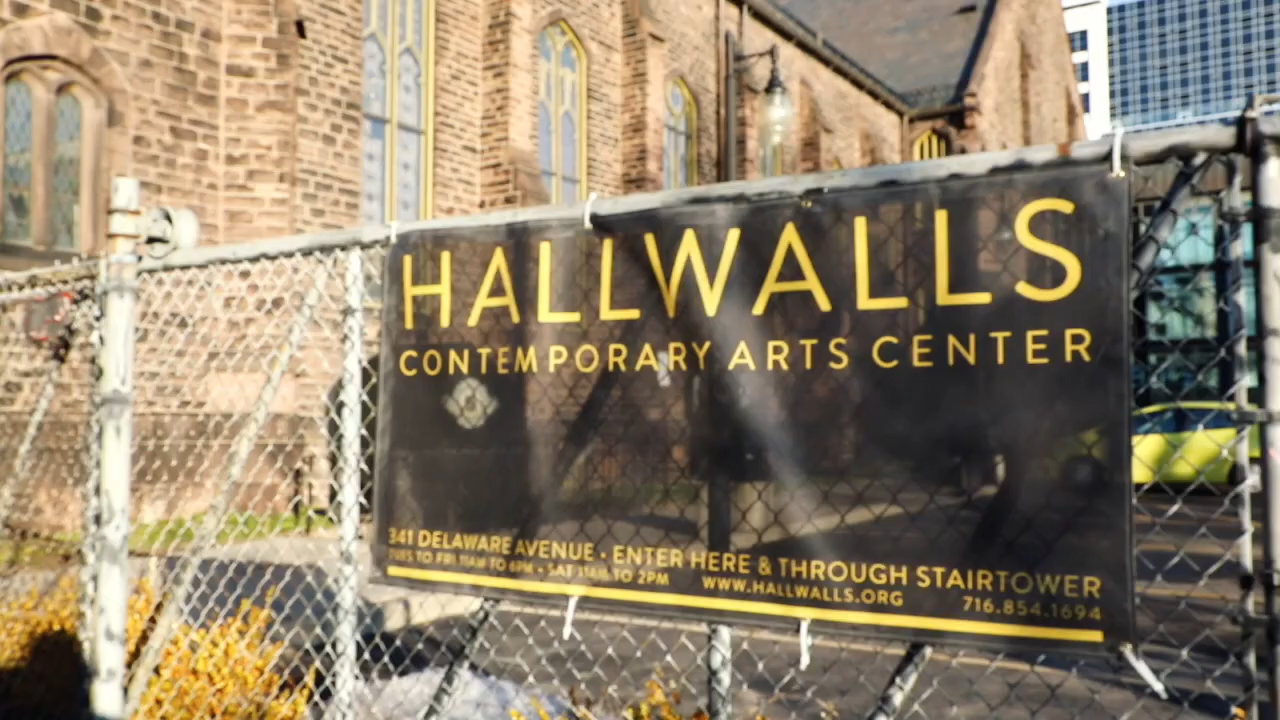 HALLWALLS
CONTEMPORARY ARTS CENTER
341 DELAWARE AVENUE • ENTER HERE & THROUGH STAIRTOWER
TUES TO FRI 11AM TO 6PM • SAT 11AM TO 2PM WWW.HALLWALLS.ORG 716.854.1694